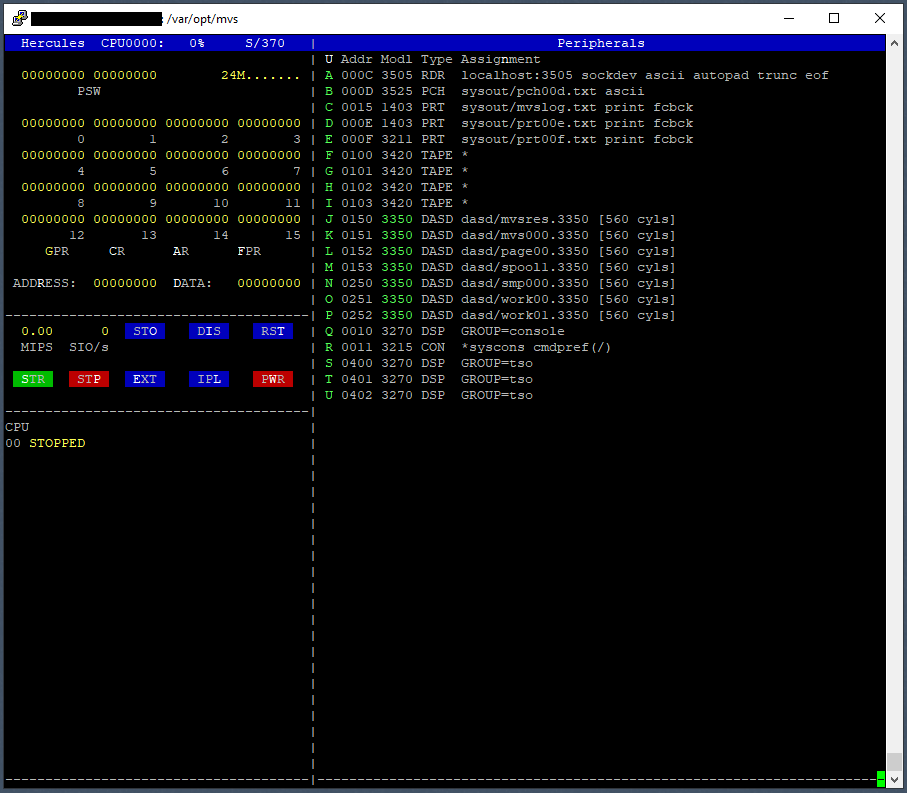 : /var/opt/mvs
Hercules CPU0000: 0% S/370 | Peripherals
| U Addr Modl Type Assignment
00000000 00000000 24M....... | A 000C 3505 RDR localhost:3505 sockdev ascii autopad trunc eof
PSW | B 000D 3525 PCH sysout/pch00d.txt ascii
| C 0015 1403 PRT sysout/mvslog.txt print fcbck
| D 000E 1403 PRT sysout/prt00e.txt print fcbck
00000000 00000000 00000000 00000000 | E 000F 3211 PRT sysout/prt00f.txt print fcbck
0 1 2 3 | F 0100 3420 TAPE *
00000000 00000000 00000000 00000000 | G 0101 3420 TAPE *
4 5 6 7 | H 0102 3420 TAPE *
00000000 00000000 00000000 00000000 | I 0103 3420 TAPE *
8 9 10 11 | J 0150 3350 DASD dasd/mvsres.3350 [560 cyls]
00000000 00000000 00000000 00000000 | K 0151 3350 DASD dasd/mvs000.3350 [560 cyls]
12 13 14 15 | L 0152 3350 DASD dasd/page00.3350 [560 cyls]
GPR CR AR FPR | M 0153 3350 DASD dasd/spool1.3350 [560 cyls]
| N 0250 3350 DASD dasd/smp000.3350 [560 cyls]
ADDRESS: 00000000 DATA: 00000000 | O 0251 3350 DASD dasd/work00.3350 [560 cyls]
| P 0252 3350 DASD dasd/work01.3350 [560 cyls]
0.00 0 STO DIS RST | Q 0010 3270 DSP GROUP=console
MIPS SIO/s | R 0011 3215 CON *syscons cmdpref(/)
| S 0400 3270 DSP GROUP=tso
STR STP EXT IPL PWR | T 0401 3270 DSP GROUP=tso
| U 0402 3270 DSP GROUP=tso
CPU
00 STOPPED